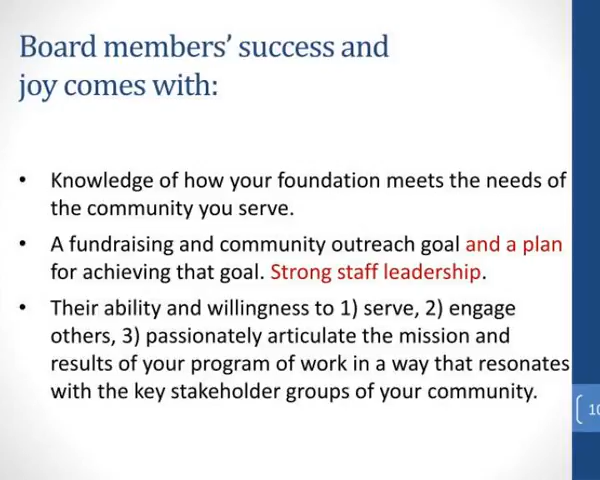 Board members’ success and
joy comes with:
• Knowledge of how your foundation meets the needs of
the community you serve.
• A fundraising and community outreach goal and a plan
for achieving that goal. Strong staff leadership.
• Their ability and willingness to 1) serve, 2) engage
others, 3) passionately articulate the mission and
results of your program of work in a way that resonates
with the key stakeholder groups of your community.
10